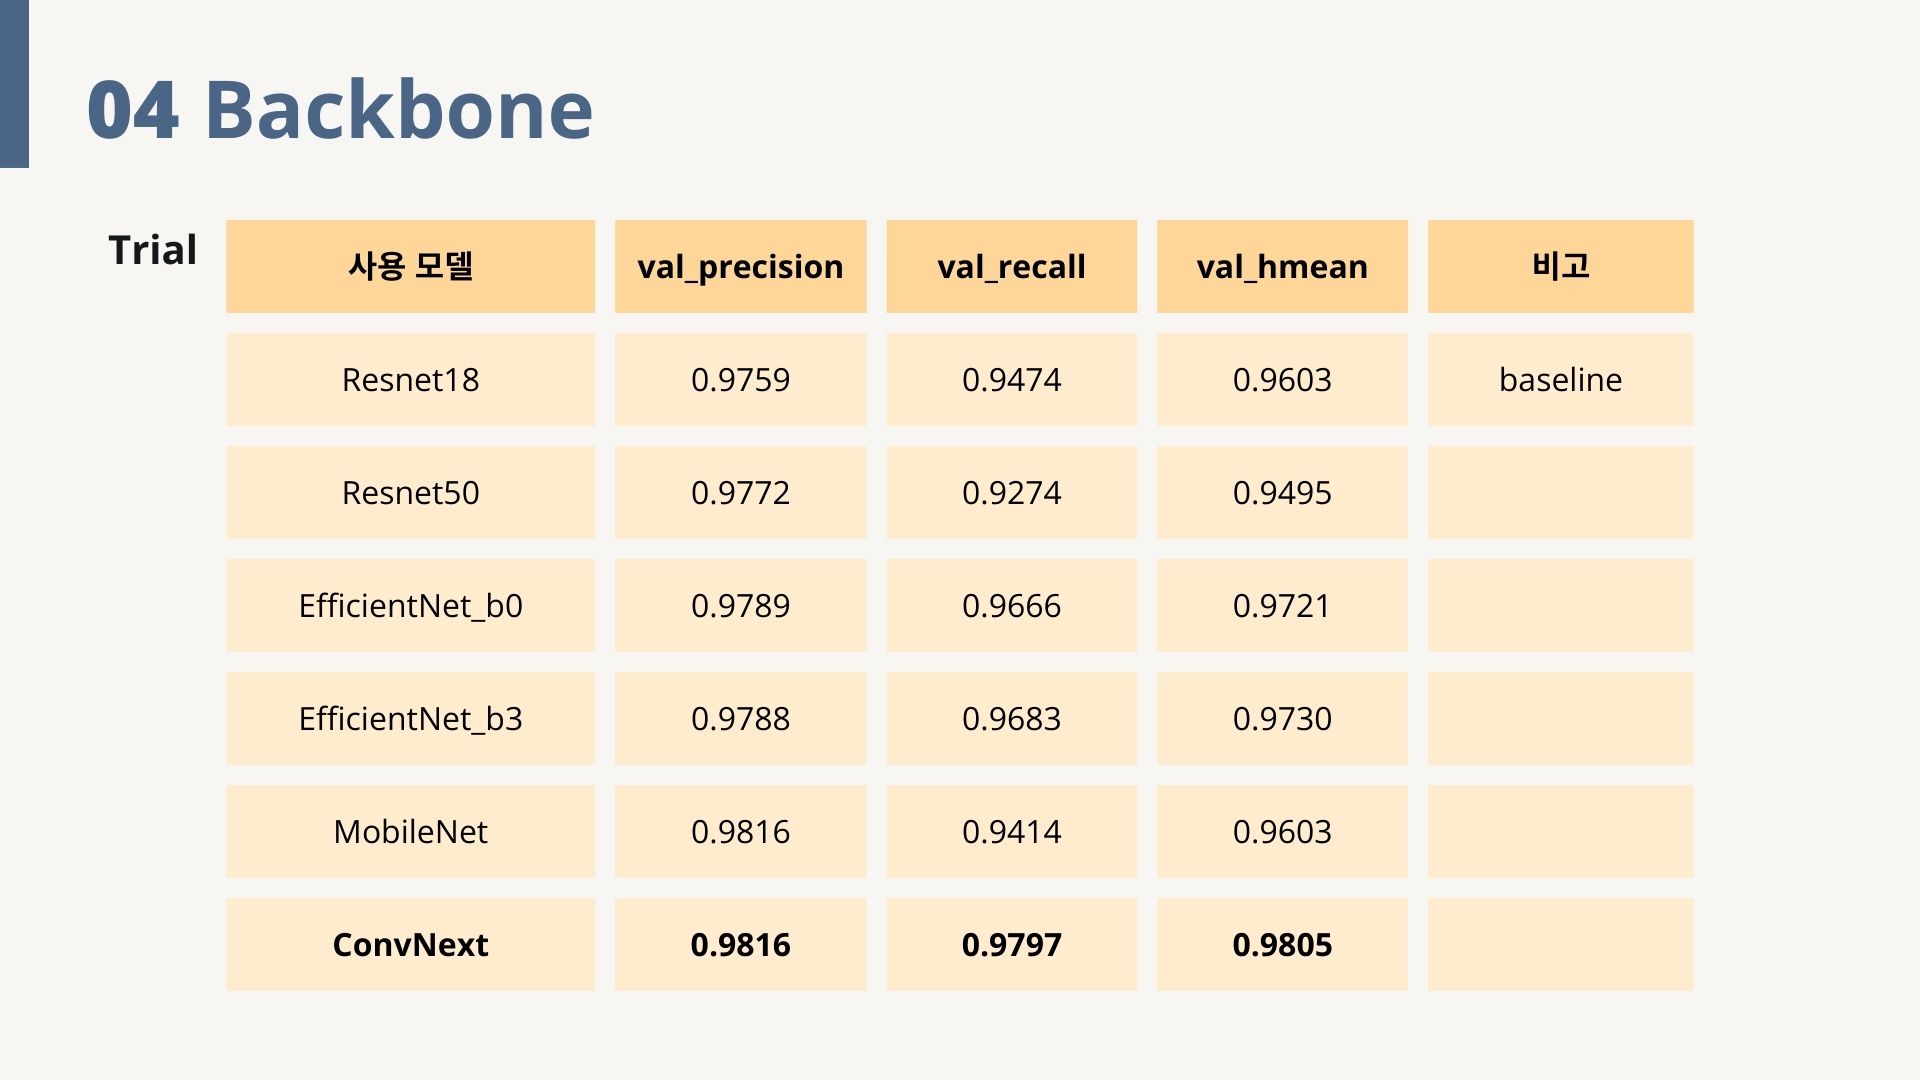 04 Backbone
Trial
사용 모델 val_precision val_recall val_hmean 비고
Resnet18 0.9759 0.9474 0.9603 baseline
Resnet50 0.9772 0.9274 0.9495
EfficientNet_b0 0.9789 0.9666 0.9721
EfficientNet_b3 0.9788 0.9683 0.9730
MobileNet 0.9816 0.9414 0.9603
ConvNext 0.9816 0.9797 0.9805